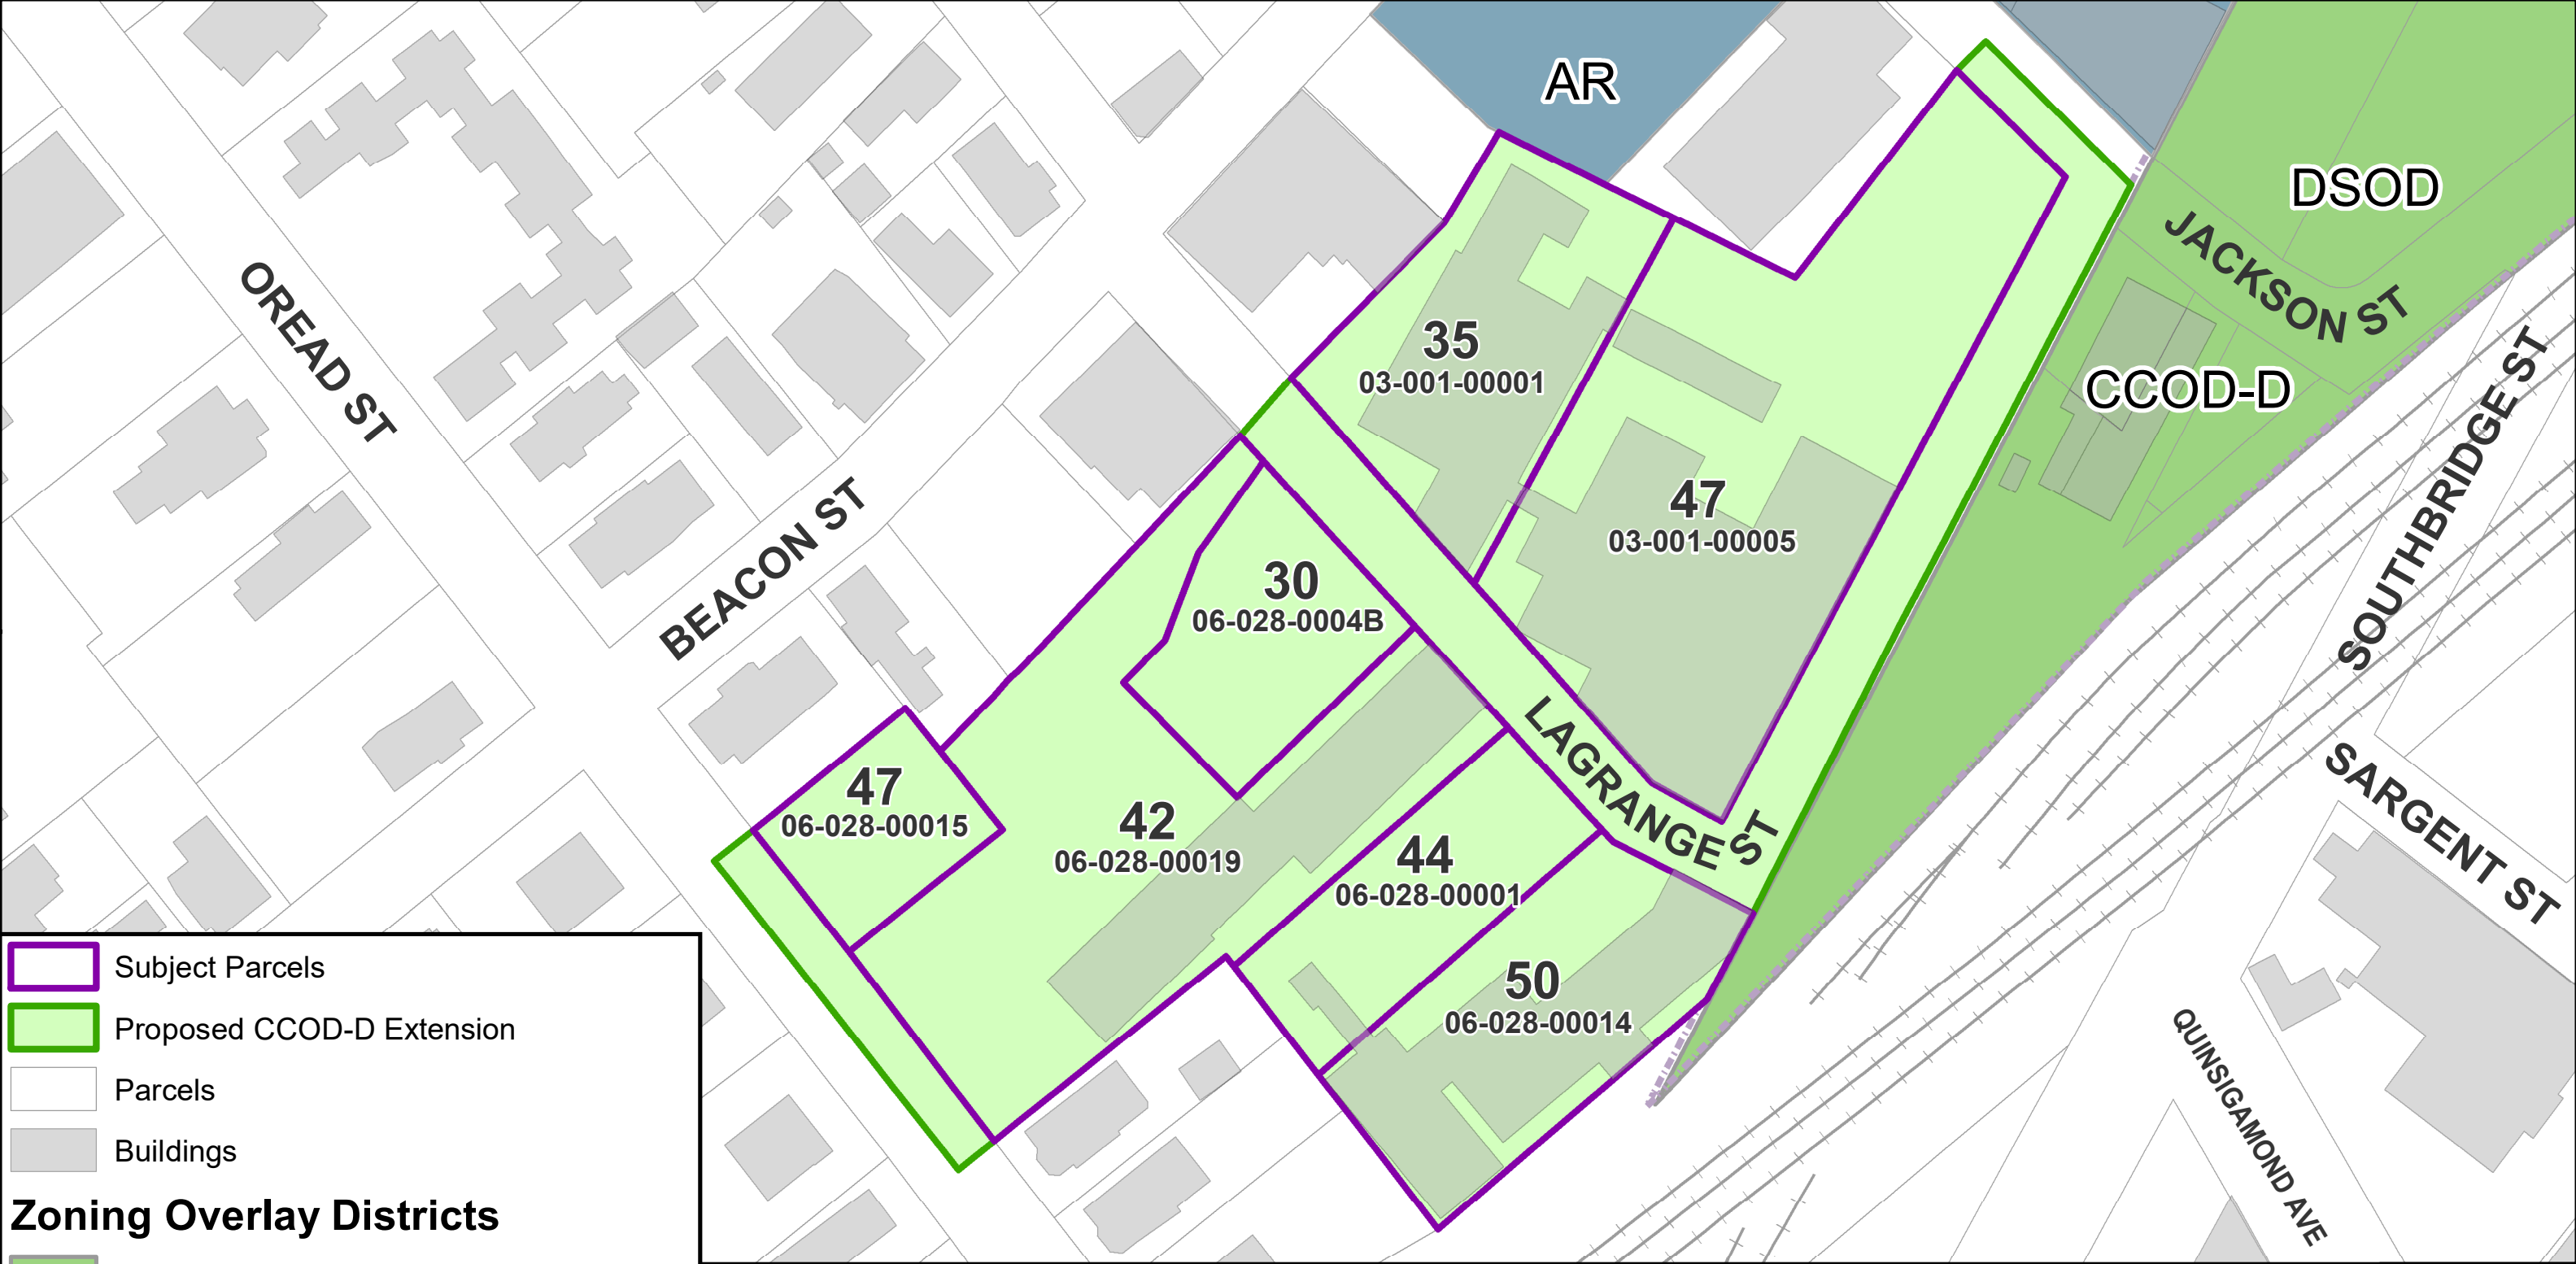 AR
DSOD
JACKSON ST
OREAD ST
35
03-001-00001
CCOD-D
SOUTHBRIDGE ST
47
03-001-00005
BEACON ST
30
06-028-0004B
LAGRANGE ST
47
06-028-00015
42
06-028-00019
44
06-028-00001
SARGENT ST
50
06-028-00014
QUINSIGAMOND AVE
Subject Parcels
Proposed CCOD-D Extension
Parcels
Buildings
Zoning Overlay Districts